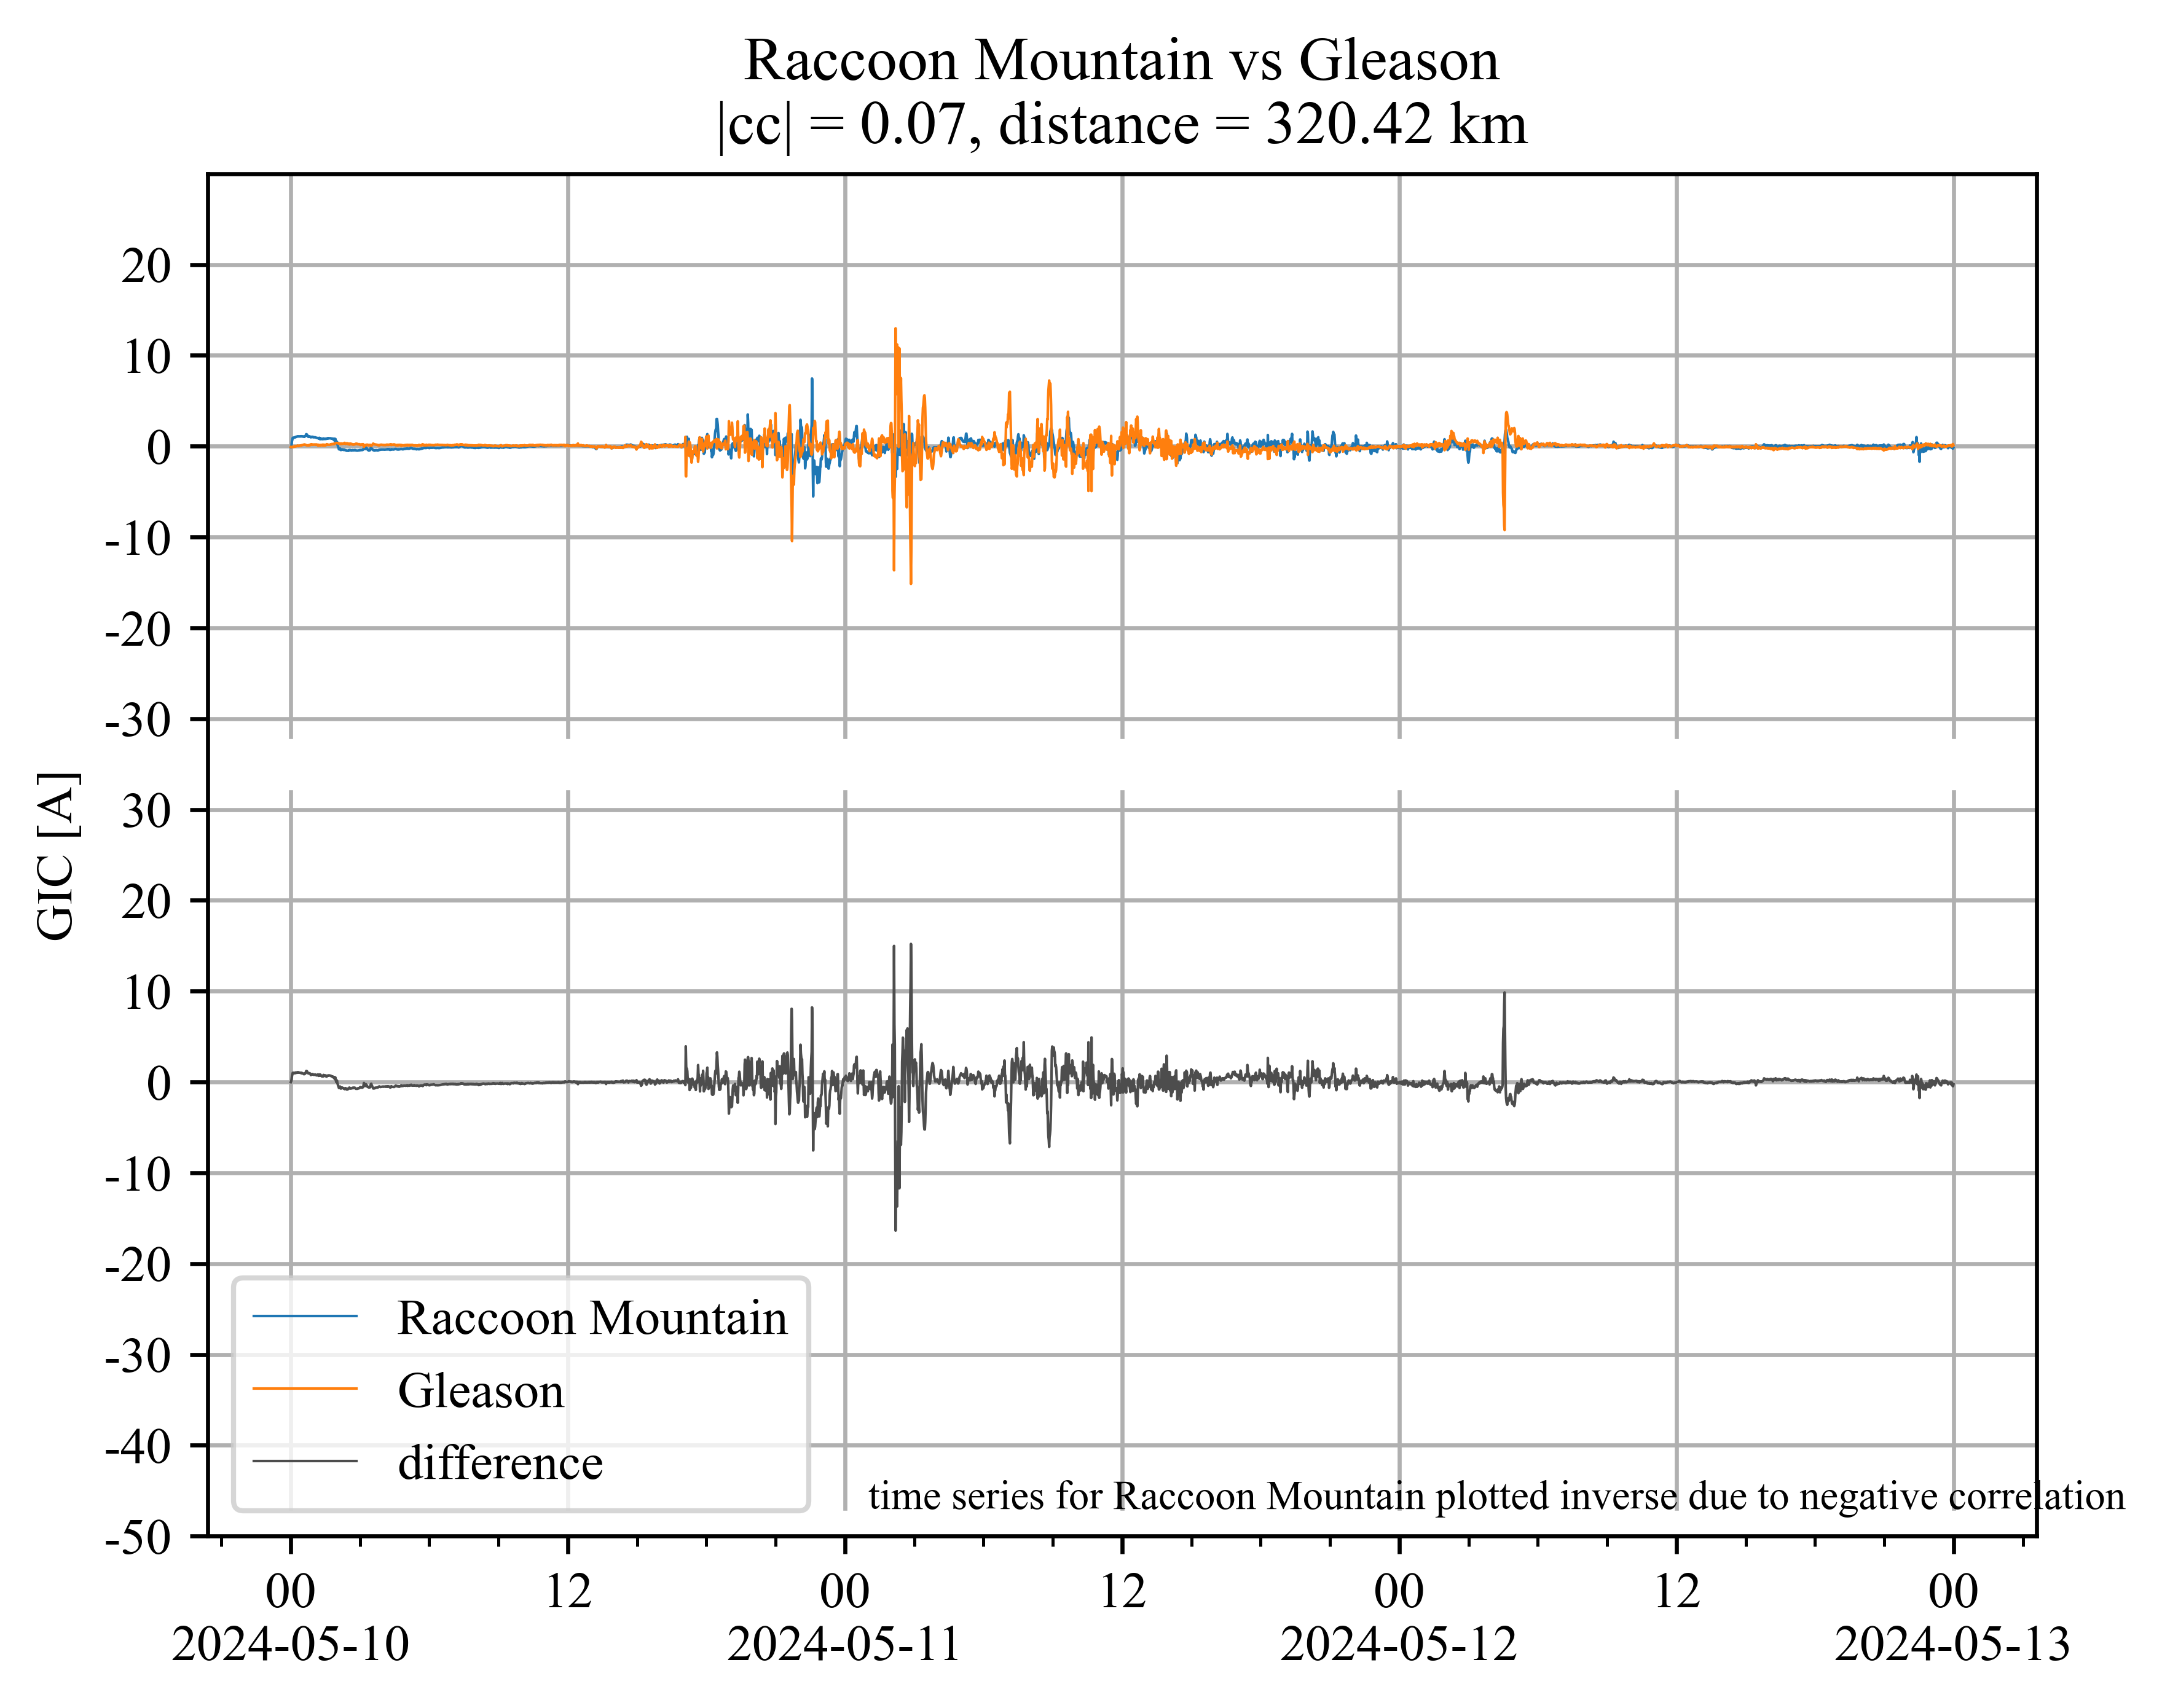 Raccoon Mountain vs Gleason
|cc| = 0.07, distance = 320.42 km
GIC [A]
20
10
0
-10
-20
-30
30
20
10
0
-10
-20
-30
-40
-50
Raccoon Mountain
Gleason
difference
time series for Raccoon Mountain plotted inverse due to negative correlation
00 12 00 12 00 12 00
2024-05-10 2024-05-11 2024-05-12 2024-05-13